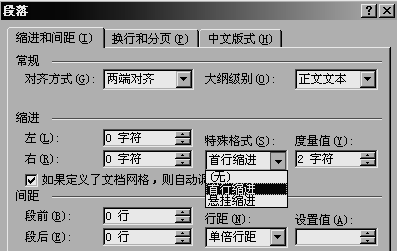 段落
缩进和间距(I) 换行和分页(P) 中文版式(H)
常规
对齐方式(G): 两端对齐 大纲级别(O): 正文文本
缩进
左(L): 0 字符 特殊格式(S): 度量值(Y):
右(R): 0 字符 首行缩进 2 字符
(无)
首行缩进
悬挂缩进
如果定义了文档网格，则自动
间距
段前(B): 0 行 行距(N): 设置值(A):
段后(E): 0 行 单倍行距